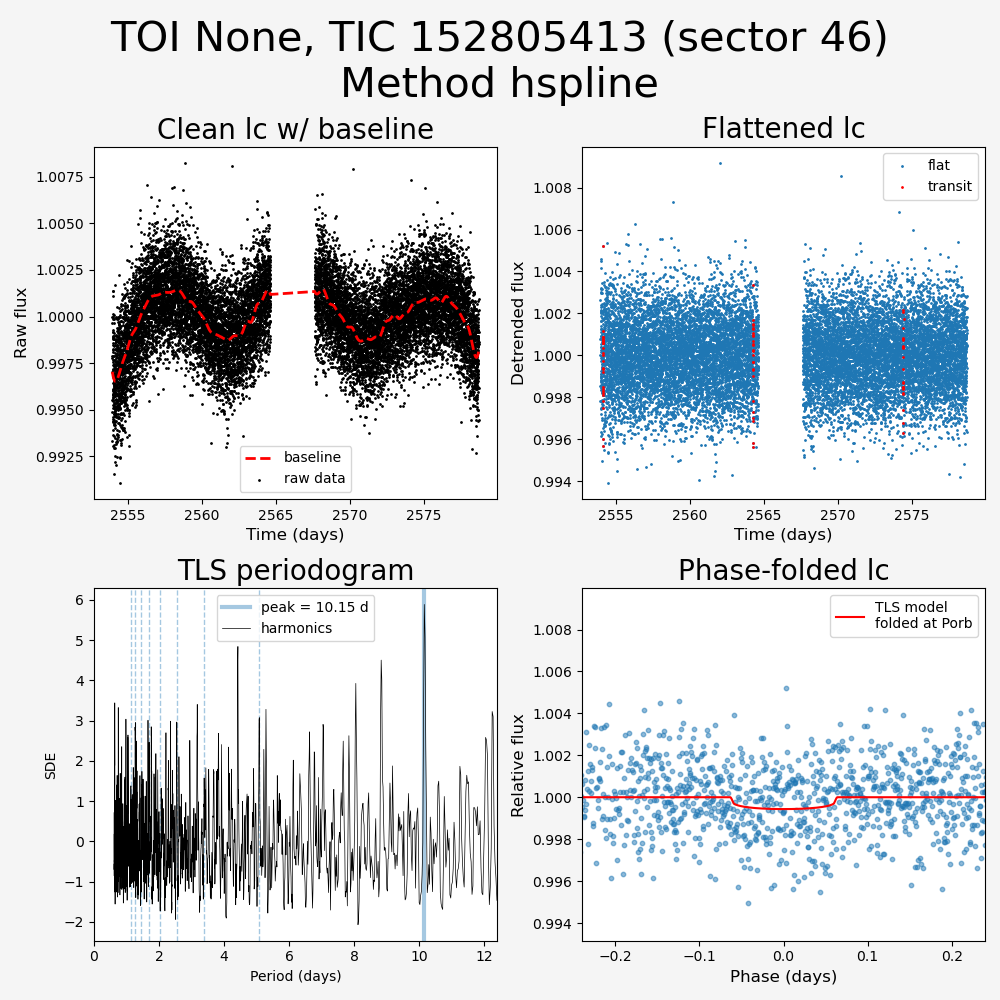 TOI None, TIC 152805413 (sector 46)
Method hspline
Clean lc w/ baseline
Raw flux
1.0075
1.0050
1.0025
1.0000
0.9975
0.9950
0.9925
baseline
raw data
2555 2560 2565 2570 2575
Time (days)
Flattened lc
Detrended flux
1.008
1.006
1.004
1.002
1.000
0.998
0.996
0.994
flat
transit
2555 2560 2565 2570 2575
Time (days)
TLS periodogram
SDE
6
5
4
3
2
1
0
−1
−2
peak = 10.15 d
harmonics
0 2 4 6 8 10 12
Period (days)
Phase-folded lc
Relative flux
1.008
1.006
1.004
1.002
1.000
0.998
0.996
0.994
TLS model
folded at Porb
−0.2 −0.1 0.0 0.1 0.2
Phase (days)